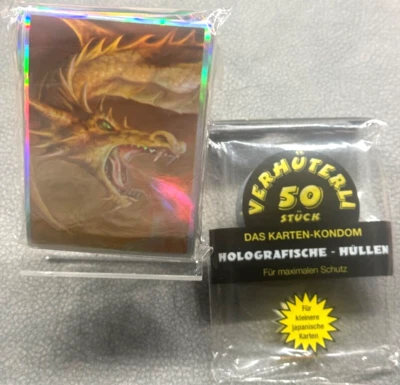 VERHÜTERLI
50
STÜCK
DAS KARTEN-KONDOM
HOLOGRAFISCHE - HÜLLEN
Für maximalen Schutz
Für
kleinere
japanische
Karten